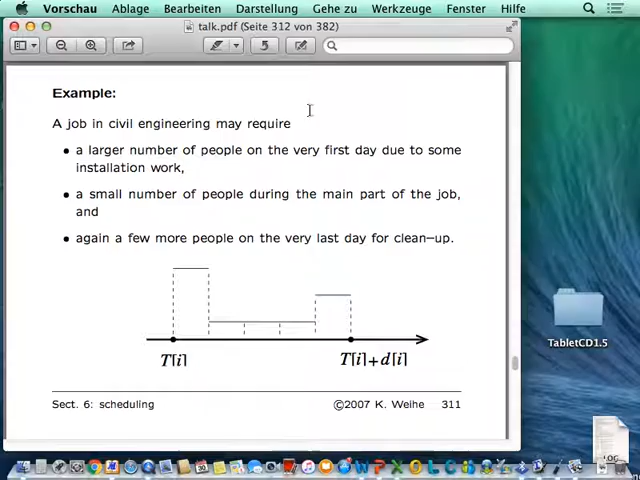 Vorschau Ablage Bearbeiten Darstellung Gehe zu Werkzeuge Fenster Hilfe
talk.pdf (Seite 312 von 382)
Example:
A job in civil engineering may require
• a larger number of people on the very first day due to some
installation work,
• a small number of people during the main part of the job,
and
• again a few more people on the very last day for clean–up.
T[i] T[i]+d[i]
Sect. 6: scheduling ©2007 K. Weihe 311
TabletCD1.5
LOG